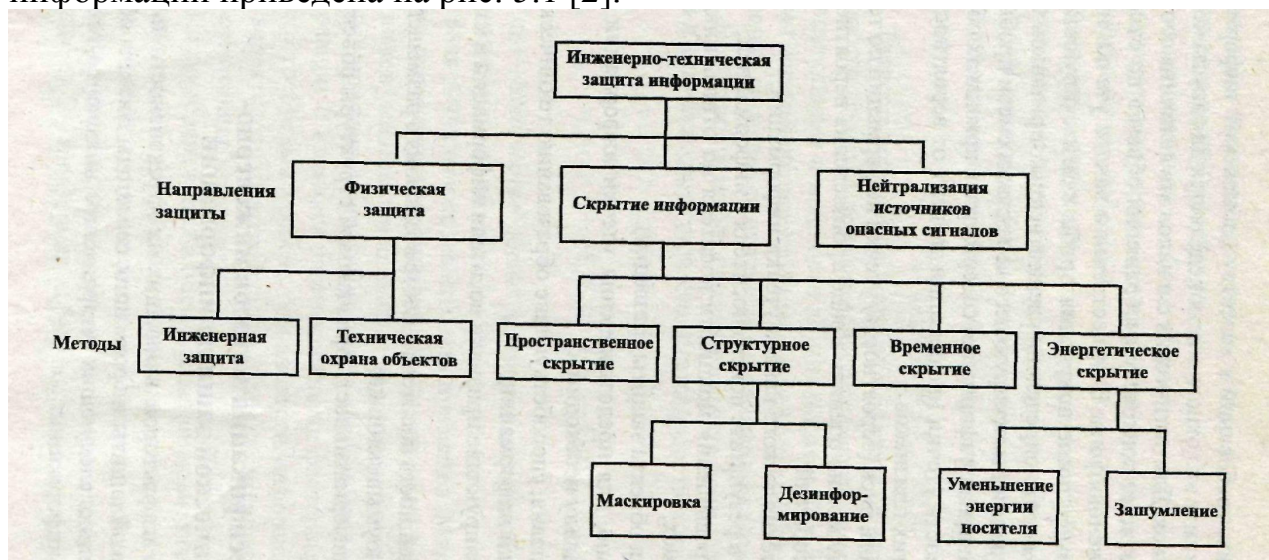 информации приведена на рис. 3.1 [2].
Инженерно-техническая
защита информации
Направления
защиты
Физическая
защита
Скрытие информации
Нейтрализация
источников
опасных сигналов
Методы
Инженерная
защита
Техническая
охрана объектов
Пространственное
скрытие
Структурное
скрытие
Временное
скрытие
Энергетическое
скрытие
Маскировка
Дезинфор-
мирование
Уменьшение
энергии
носителя
Зашумление